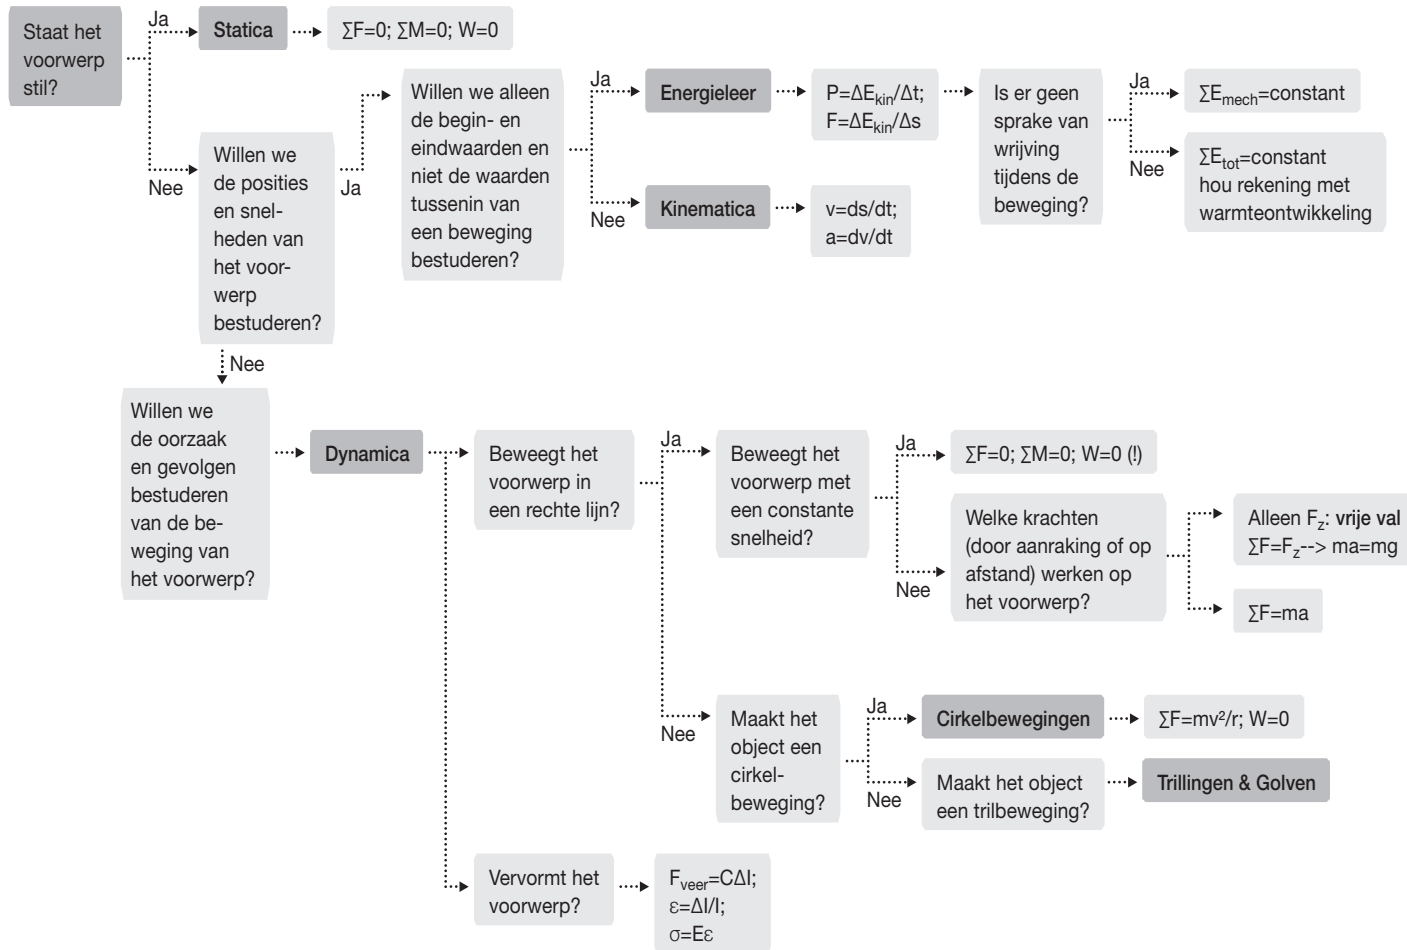 Staat het
voorwerp
stil?
Ja
Statica
∑F=0; ∑M=0; W=0
Nee
Willen we
de posities
en snel-
heden van
het voor-
werp
bestuderen?
Ja
Willen we alleen
de begin- en
eindwaarden en
niet de waarden
tussenin van
een beweging
bestuderen?
Ja
Energieleer
P=ΔEkin/Δt;
F=ΔEkin/Δs
Is er geen
sprake van
wrijving
tijdens de
beweging?
Ja
∑Emech=constant
Nee
∑Etot=constant
hou rekening met
warmteontwikkeling
Nee
Kinematica
v=ds/dt;
a=dv/dt
Nee
Willen we
de oorzaak
en gevolgen
bestuderen
van de be-
weging van
het voorwerp?
Dynamica
Beweegt het
voorwerp in
een rechte lijn?
Ja
Beweegt het
voorwerp met
een constante
snelheid?
Ja
∑F=0; ∑M=0; W=0 (!)
Nee
Welke krachten
(door aanraking of op
afstand) werken op
het voorwerp?
Alleen Fz: vrije val
∑F=Fz--> ma=mg
∑F=ma
Nee
Maakt het
object een
cirkel-
beweging?
Ja
Cirkelbewegingen
∑F=mv²/r; W=0
Nee
Maakt het object
een trilbeweging?
Trillingen & Golven
Vervormt het
voorwerp?
Fveer=CΔl;
ε=Δl/l;
σ=Eε